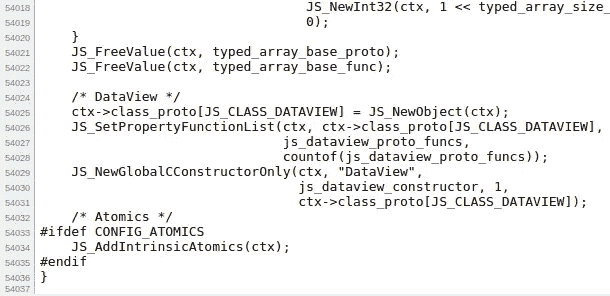 54018                                   JS_NewInt32(ctx, 1 << typed_array_size_
54019                                   0);
54020     }
54021     JS_FreeValue(ctx, typed_array_base_proto);
54022     JS_FreeValue(ctx, typed_array_base_func);
54023
54024     /* DataView */
54025     ctx->class_proto[JS_CLASS_DATAVIEW] = JS_NewObject(ctx);
54026     JS_SetPropertyFunctionList(ctx, ctx->class_proto[JS_CLASS_DATAVIEW],
54027                                js_dataview_proto_funcs,
54028                                countof(js_dataview_proto_funcs));
54029     JS_NewGlobalCConstructorOnly(ctx, "DataView",
54030                                  js_dataview_constructor, 1,
54031                                  ctx->class_proto[JS_CLASS_DATAVIEW]);
54032     /* Atomics */
54033 #ifdef CONFIG_ATOMICS
54034     JS_AddIntrinsicAtomics(ctx);
54035 #endif
54036 }
54037